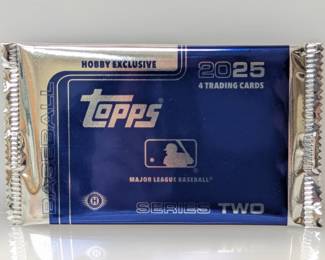 HOBBY EXCLUSIVE
2025
4 TRADING CARDS
BASEBALL
topps
MAJOR LEAGUE BASEBALL®
H
SERIES TWO